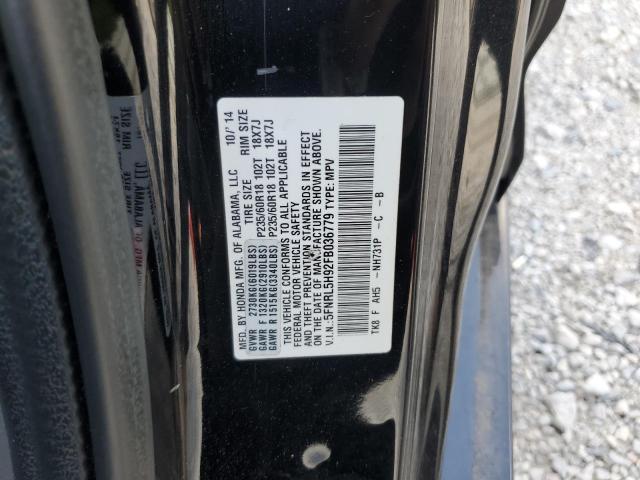 MFD. BY HONDA MFG. OF ALABAMA, LLC 10/'14
TIRE SIZE RIM SIZE
GVWR 2730KG(6019LBS)
GAWR F 1320KG(2910LBS) P235/60R18 102T 18X7J
GAWR R 1515KG(3340LBS) P235/60R18 102T 18X7J
THIS VEHICLE CONFORMS TO ALL APPLICABLE
FEDERAL MOTOR VEHICLE SAFETY
AND THEFT PREVENTION STANDARDS IN EFFECT
ON THE DATE OF MANUFACTURE SHOWN ABOVE.
V.I.N.: 5FNRL5H92FB036779 TYPE: MPV
TK8 F AH5 -NH731P -C -B